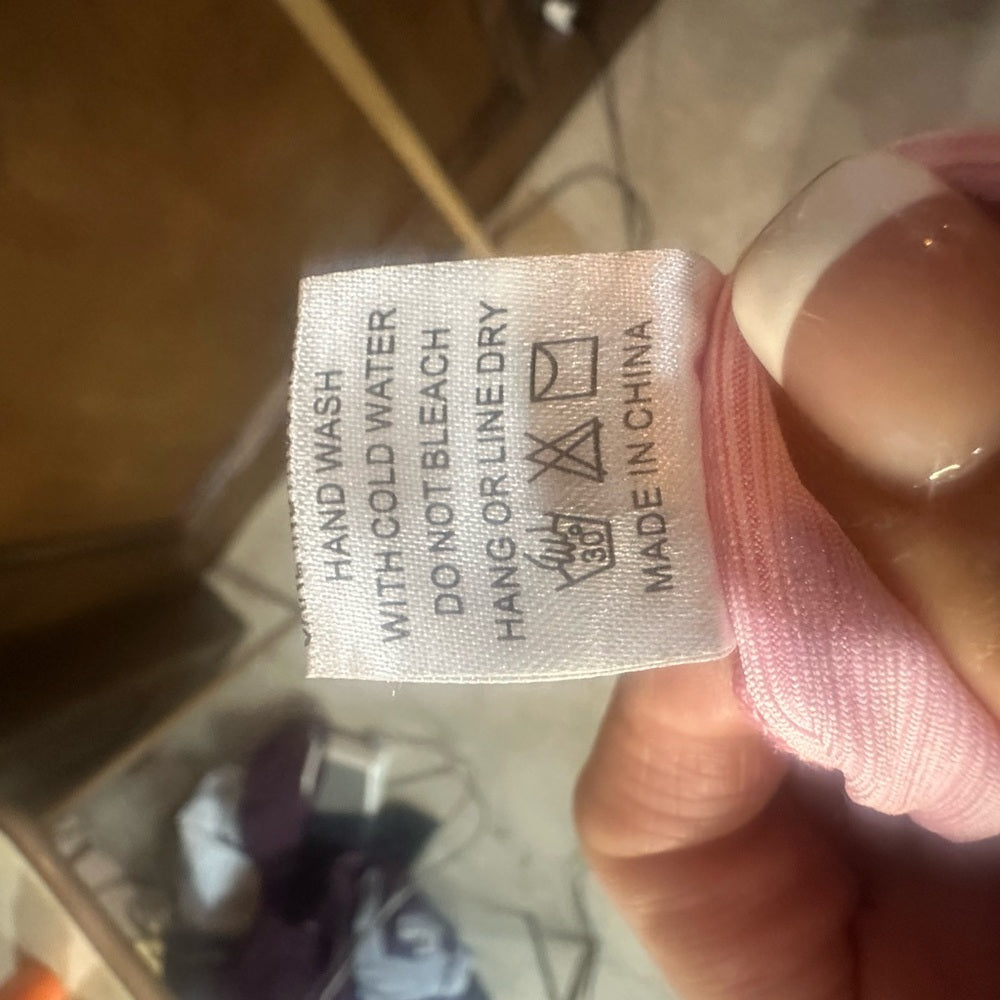 HAND WASH
WITH COLD WATER
DO NOT BLEACH
HANG OR LINE DRY
30°
MADE IN CHINA